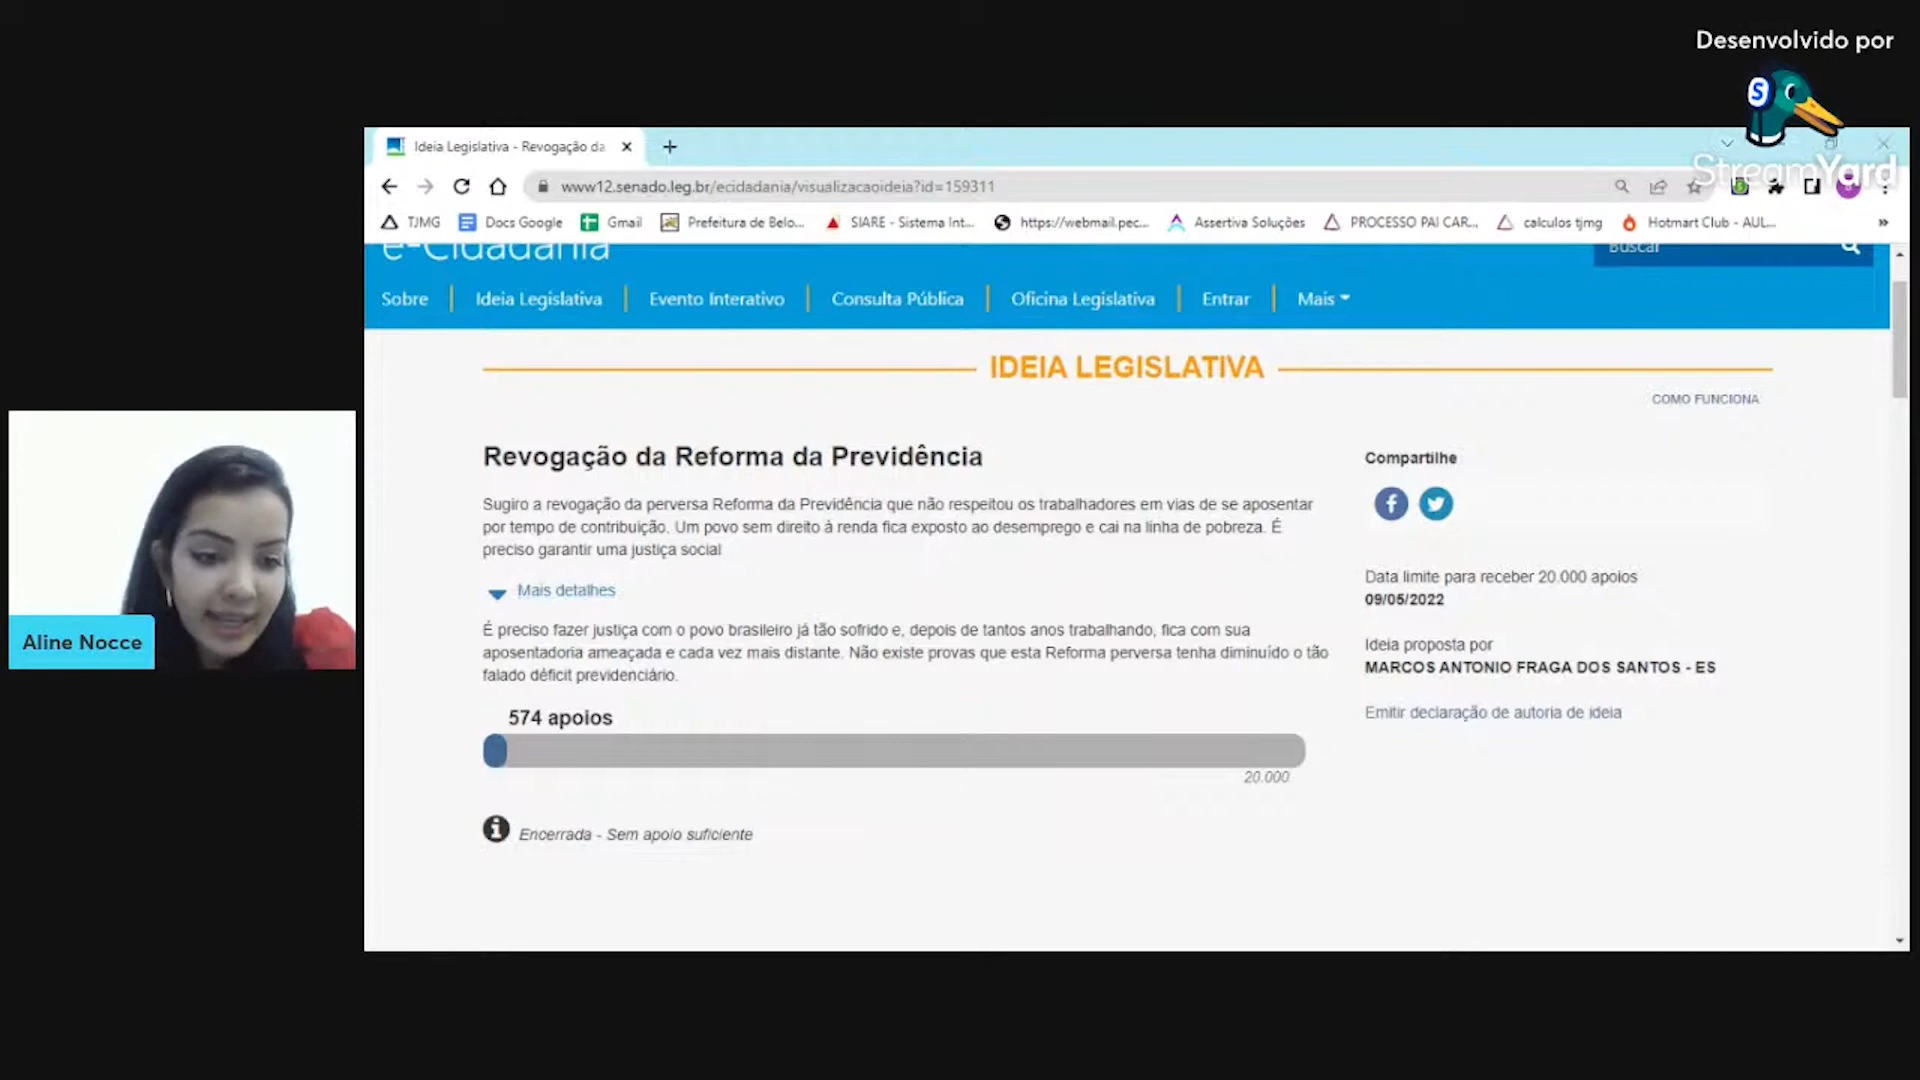 Desenvolvido por
StreamYard
Ideia Legislativa - Revogação da
www12.senado.leg.br/ecidadania/visualizacaoideia?id=159311
TJMG Docs Google Gmail Prefeitura de Belo... SIARE - Sistema Int... https://webmail.pec... Assertiva Soluções PROCESSO PAI CAR... calculos tjmg Hotmart Club - AUL... »
e-Cidadania Buscar
Sobre Ideia Legislativa Evento Interativo Consulta Pública Oficina Legislativa Entrar Mais
IDEIA LEGISLATIVA
COMO FUNCIONA
Revogação da Reforma da Previdência
Sugiro a revogação da perversa Reforma da Previdência que não respeitou os trabalhadores em vias de se aposentar
por tempo de contribuição. Um povo sem direito à renda fica exposto ao desemprego e cai na linha de pobreza. É
preciso garantir uma justiça social
Mais detalhes
É preciso fazer justiça com o povo brasileiro já tão sofrido e, depois de tantos anos trabalhando, fica com sua
aposentadoria ameaçada e cada vez mais distante. Não existe provas que esta Reforma perversa tenha diminuído o tão
falado déficit previdenciário.
574 apoios
20.000
Encerrada - Sem apoio suficiente
Compartilhe
Data limite para receber 20.000 apoios
09/05/2022
Ideia proposta por
MARCOS ANTONIO FRAGA DOS SANTOS - ES
Emitir declaração de autoria de ideia
Aline Nocce